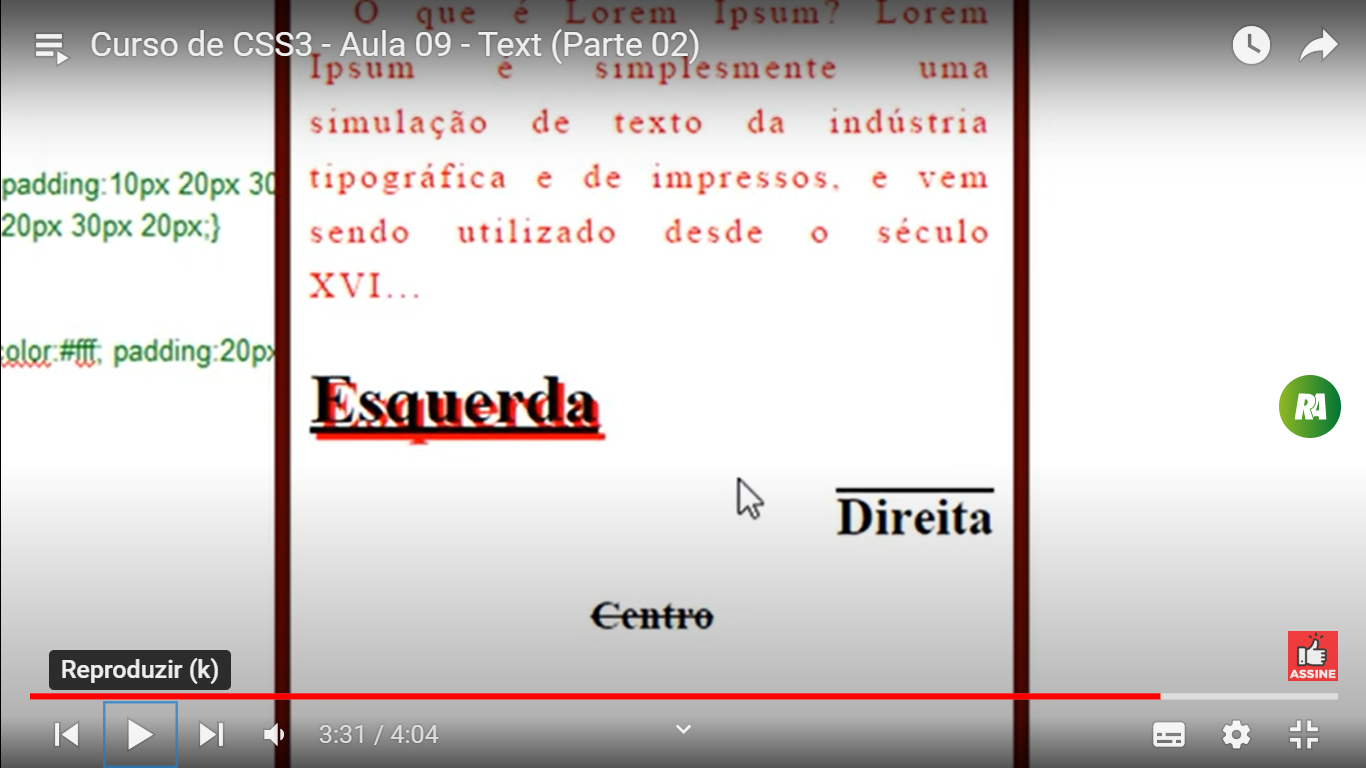 O que é Lorem Ipsum? Lorem
Curso de CSS3 - Aula 09 - Text (Parte 02)
Ipsum é simplesmente uma
simulação de texto da indústria
tipográfica e de impressos, e vem
sendo utilizado desde o século
XVI...
padding:10px 20px 30
20px 30px 20px;}
color:#fff; padding:20px
Esquerda
RA
Direita
Centro
ASSINE
Reproduzir (k)
3:31 / 4:04